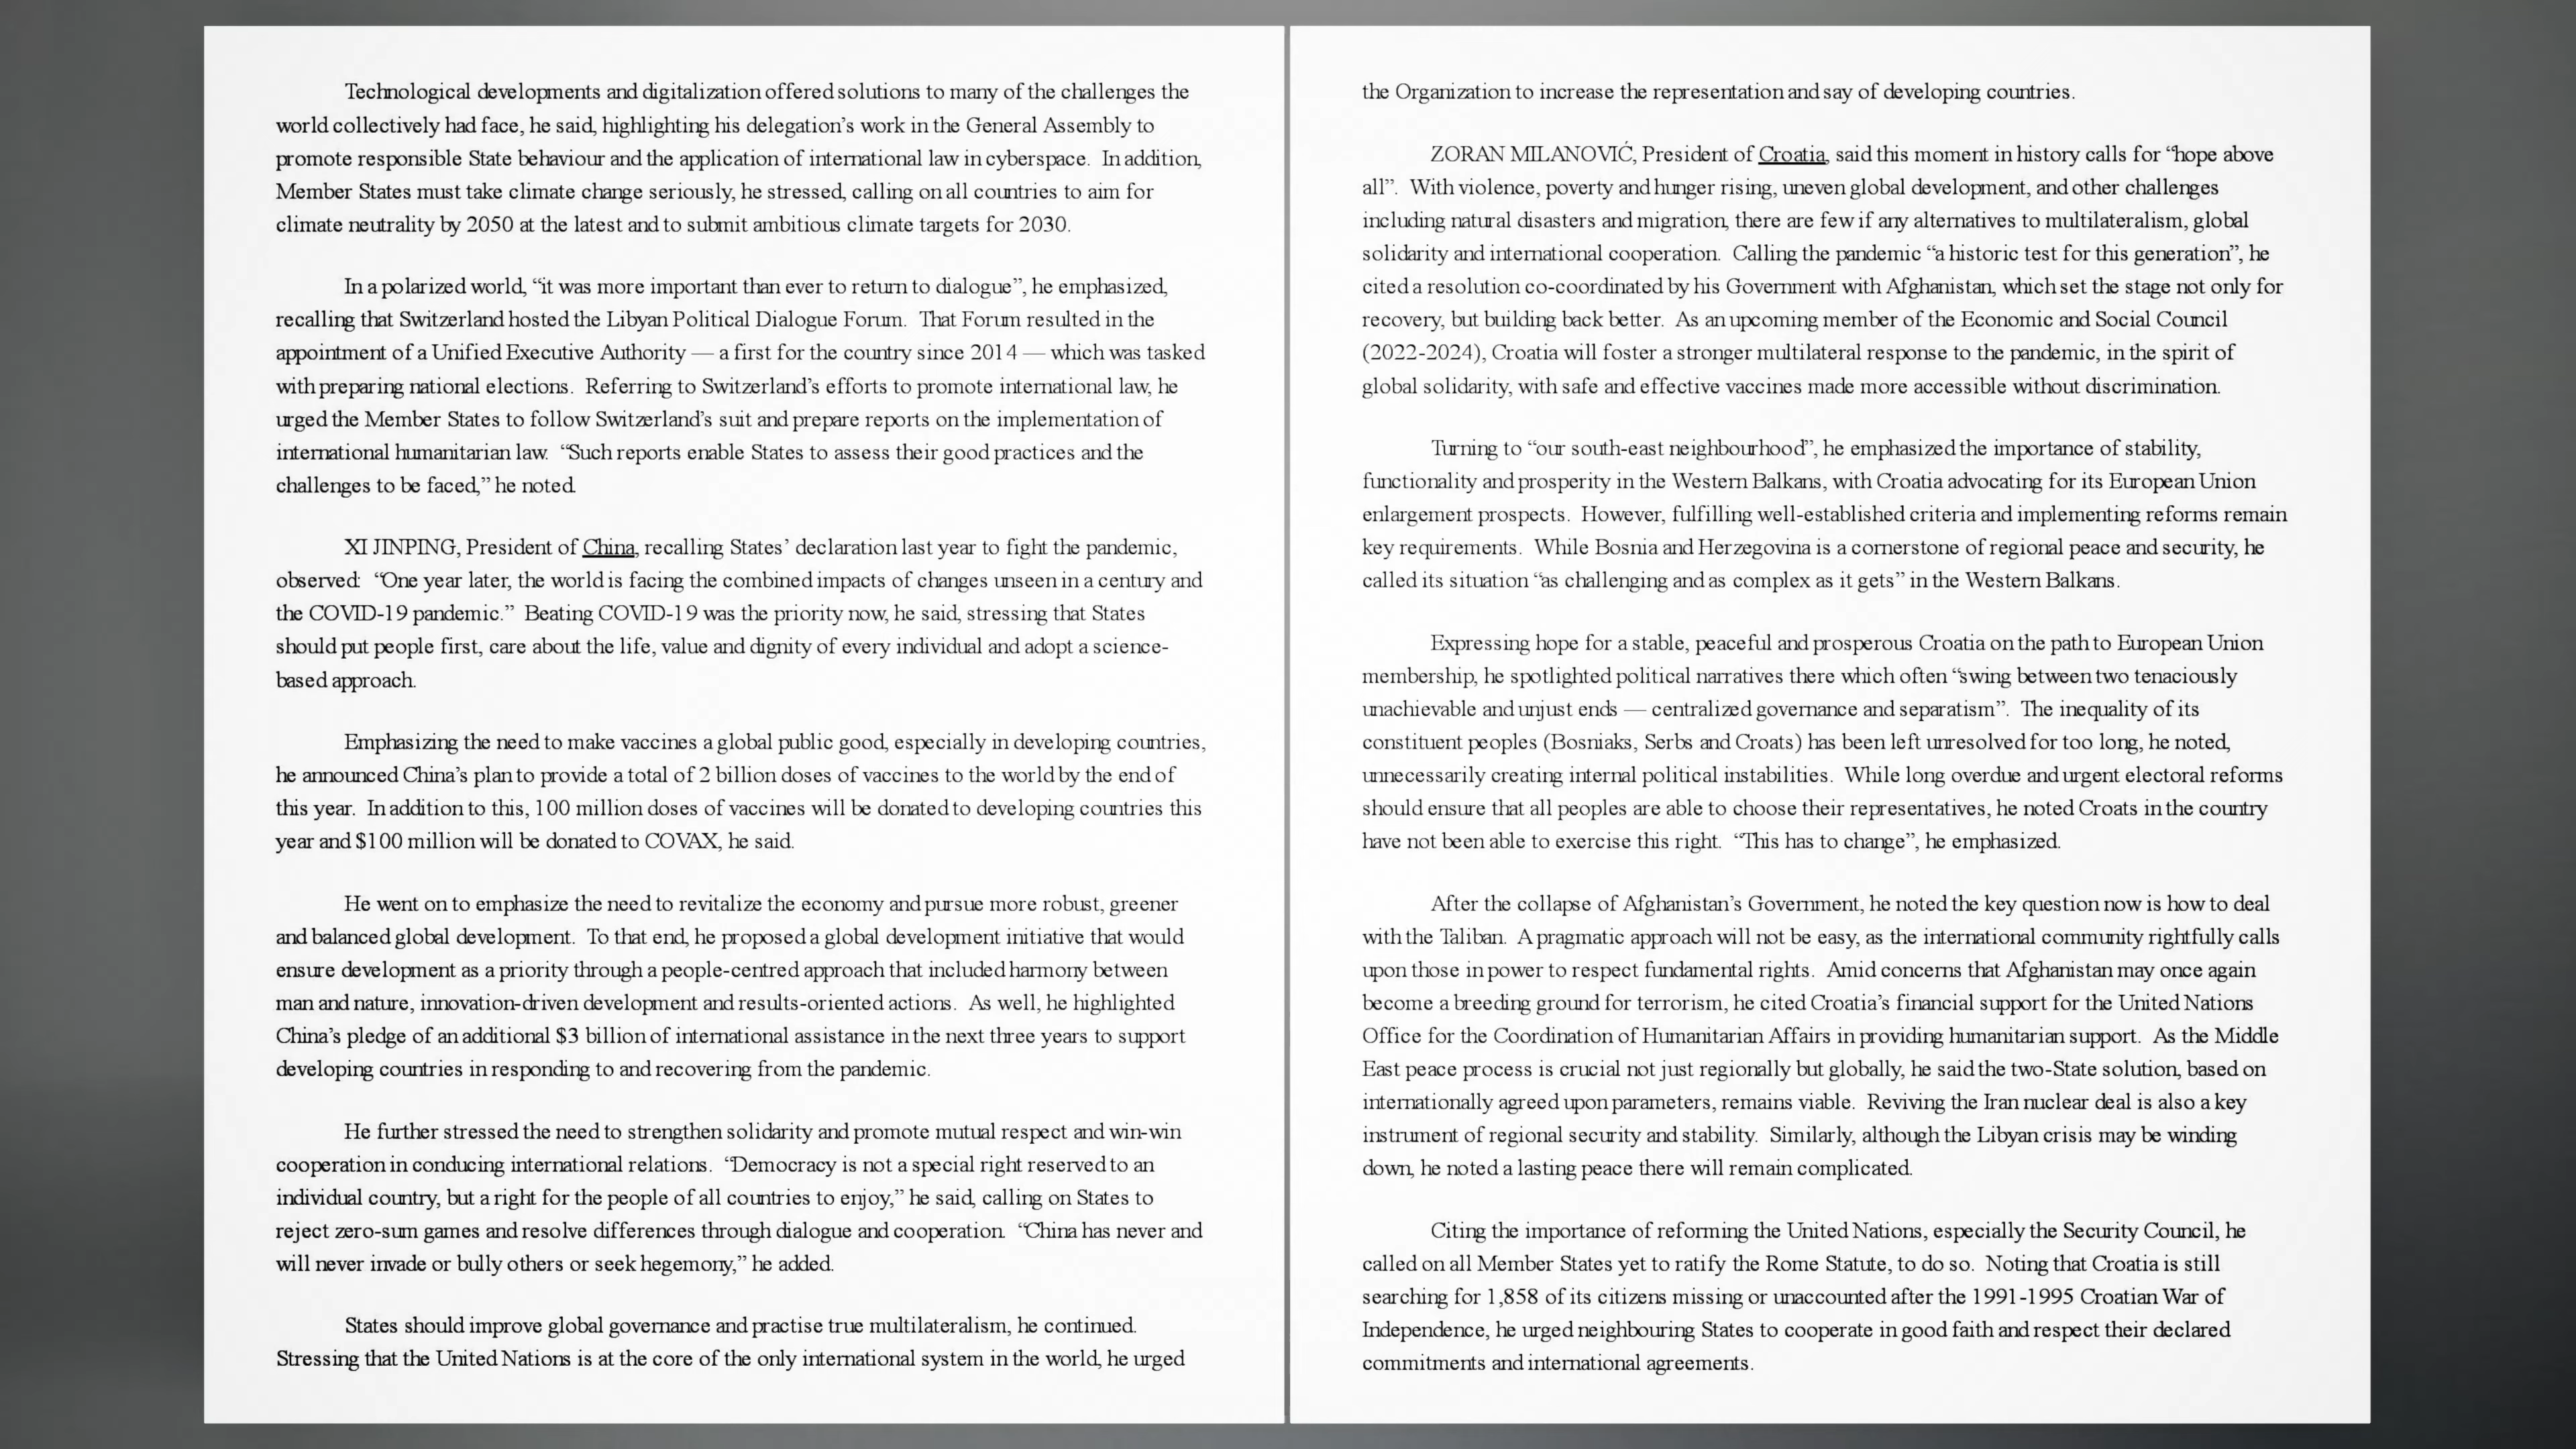 Technological developments and digitalization offered solutions to many of the challenges the
world collectively had face, he said, highlighting his delegation's work in the General Assembly to
promote responsible State behaviour and the application of international law in cyberspace.  In addition,
Member States must take climate change seriously, he stressed, calling on all countries to aim for
climate neutrality by 2050 at the latest and to submit ambitious climate targets for 2030.
In a polarized world, “it was more important than ever to return to dialogue”, he emphasized,
recalling that Switzerland hosted the Libyan Political Dialogue Forum.  That Forum resulted in the
appointment of a Unified Executive Authority — a first for the country since 2014 — which was tasked
with preparing national elections.  Referring to Switzerland’s efforts to promote international law, he
urged the Member States to follow Switzerland’s suit and prepare reports on the implementation of
international humanitarian law.  “Such reports enable States to assess their good practices and the
challenges to be faced,” he noted.
XI JINPING, President of China, recalling States’ declaration last year to fight the pandemic,
observed:  “One year later, the world is facing the combined impacts of changes unseen in a century and
the COVID-19 pandemic.”  Beating COVID-19 was the priority now, he said, stressing that States
should put people first, care about the life, value and dignity of every individual and adopt a science-
based approach.
Emphasizing the need to make vaccines a global public good, especially in developing countries,
he announced China’s plan to provide a total of 2 billion doses of vaccines to the world by the end of
this year.  In addition to this, 100 million doses of vaccines will be donated to developing countries this
year and $100 million will be donated to COVAX, he said.
He went on to emphasize the need to revitalize the economy and pursue more robust, greener
and balanced global development.  To that end, he proposed a global development initiative that would
ensure development as a priority through a people-centred approach that included harmony between
man and nature, innovation-driven development and results-oriented actions.  As well, he highlighted
China’s pledge of an additional $3 billion of international assistance in the next three years to support
developing countries in responding to and recovering from the pandemic.
He further stressed the need to strengthen solidarity and promote mutual respect and win-win
cooperation in conducing international relations.  “Democracy is not a special right reserved to an
individual country, but a right for the people of all countries to enjoy,” he said, calling on States to
reject zero-sum games and resolve differences through dialogue and cooperation.  “China has never and
will never invade or bully others or seek hegemony,” he added.
States should improve global governance and practise true multilateralism, he continued.
Stressing that the United Nations is at the core of the only international system in the world, he urged
the Organization to increase the representation and say of developing countries.
ZORAN MILANOVIĆ, President of Croatia, said this moment in history calls for “hope above
all”.  With violence, poverty and hunger rising, uneven global development, and other challenges
including natural disasters and migration, there are few if any alternatives to multilateralism, global
solidarity and international cooperation.  Calling the pandemic “a historic test for this generation”, he
cited a resolution co-coordinated by his Government with Afghanistan, which set the stage not only for
recovery, but building back better.  As an upcoming member of the Economic and Social Council
(2022-2024), Croatia will foster a stronger multilateral response to the pandemic, in the spirit of
global solidarity, with safe and effective vaccines made more accessible without discrimination.
Turning to “our south-east neighbourhood”, he emphasized the importance of stability,
functionality and prosperity in the Western Balkans, with Croatia advocating for its European Union
enlargement prospects.  However, fulfilling well-established criteria and implementing reforms remain
key requirements.  While Bosnia and Herzegovina is a cornerstone of regional peace and security, he
called its situation “as challenging and as complex as it gets” in the Western Balkans.
Expressing hope for a stable, peaceful and prosperous Croatia on the path to European Union
membership, he spotlighted political narratives there which often “swing between two tenaciously
unachievable and unjust ends — centralized governance and separatism”.  The inequality of its
constituent peoples (Bosniaks, Serbs and Croats) has been left unresolved for too long, he noted,
unnecessarily creating internal political instabilities.  While long overdue and urgent electoral reforms
should ensure that all peoples are able to choose their representatives, he noted Croats in the country
have not been able to exercise this right.  “This has to change”, he emphasized.
After the collapse of Afghanistan’s Government, he noted the key question now is how to deal
with the Taliban.  A pragmatic approach will not be easy, as the international community rightfully calls
upon those in power to respect fundamental rights.  Amid concerns that Afghanistan may once again
become a breeding ground for terrorism, he cited Croatia’s financial support for the United Nations
Office for the Coordination of Humanitarian Affairs in providing humanitarian support.  As the Middle
East peace process is crucial not just regionally but globally, he said the two-State solution, based on
internationally agreed upon parameters, remains viable.  Reviving the Iran nuclear deal is also a key
instrument of regional security and stability.  Similarly, although the Libyan crisis may be winding
down, he noted a lasting peace there will remain complicated.
Citing the importance of reforming the United Nations, especially the Security Council, he
called on all Member States yet to ratify the Rome Statute, to do so.  Noting that Croatia is still
searching for 1,858 of its citizens missing or unaccounted after the 1991-1995 Croatian War of
Independence, he urged neighbouring States to cooperate in good faith and respect their declared
commitments and international agreements.